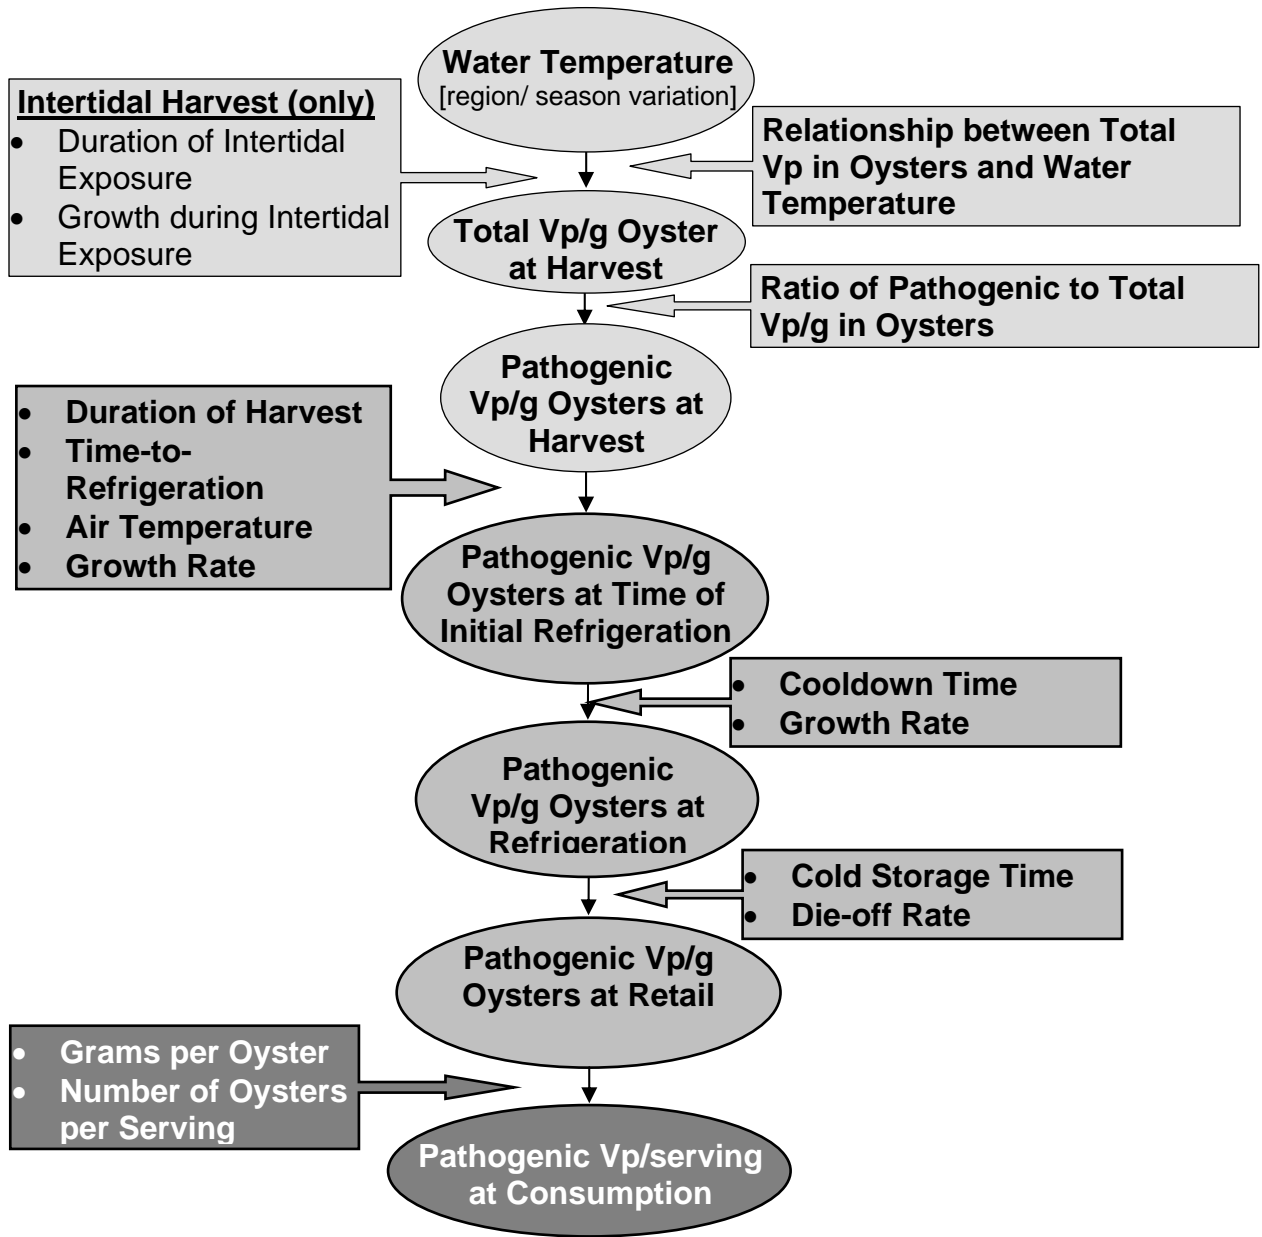 Water Temperature
[region/ season variation]
Intertidal Harvest (only)
• Duration of Intertidal
Exposure
• Growth during Intertidal
Exposure
Relationship between Total
Vp in Oysters and Water
Temperature
Total Vp/g Oyster
at Harvest
Ratio of Pathogenic to Total
Vp/g in Oysters
Pathogenic
Vp/g Oysters at
Harvest
• Duration of Harvest
• Time-to-
Refrigeration
• Air Temperature
• Growth Rate
Pathogenic Vp/g
Oysters at Time of
Initial Refrigeration
• Cooldown Time
• Growth Rate
Pathogenic
Vp/g Oysters at
Refrigeration
• Cold Storage Time
• Die-off Rate
Pathogenic Vp/g
Oysters at Retail
• Grams per Oyster
• Number of Oysters
per Serving
Pathogenic Vp/serving
at Consumption